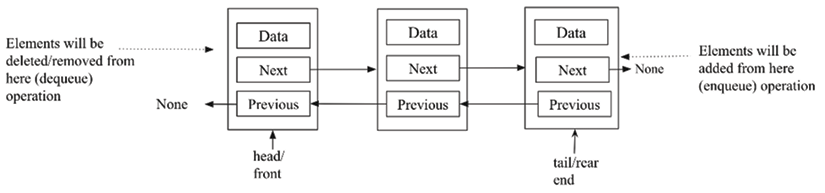 Elements will be
deleted/removed from
here (dequeue)
operation
None
Data
Next
Previous
head/
front
Data
Next
Previous
Data
Next
Previous
tail/rear
end
None
Elements will be
added from here
(enqueue) operation